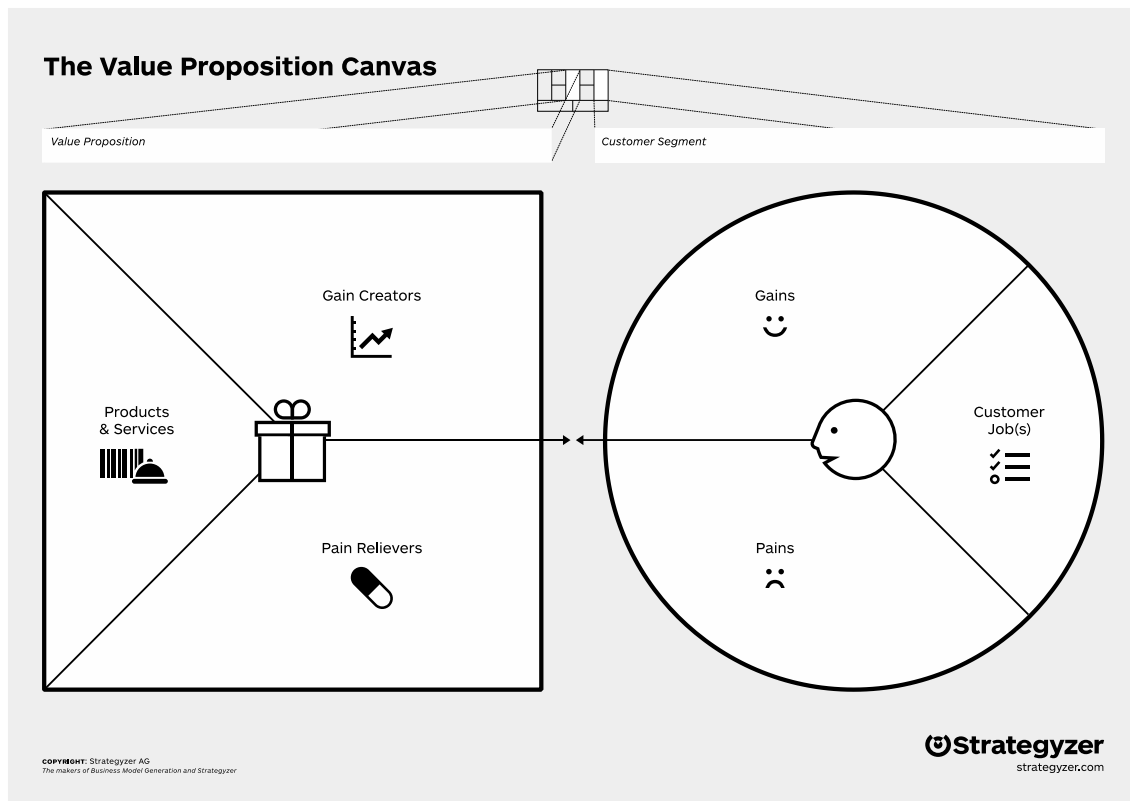 The Value Proposition Canvas
Value Proposition
Customer Segment
Gain Creators
Gains
Products
& Services
Customer
Job(s)
Pain Relievers
Pains
COPYRIGHT: Strategyzer AG
The makers of Business Model Generation and Strategyzer
Strategyzer
strategyzer.com